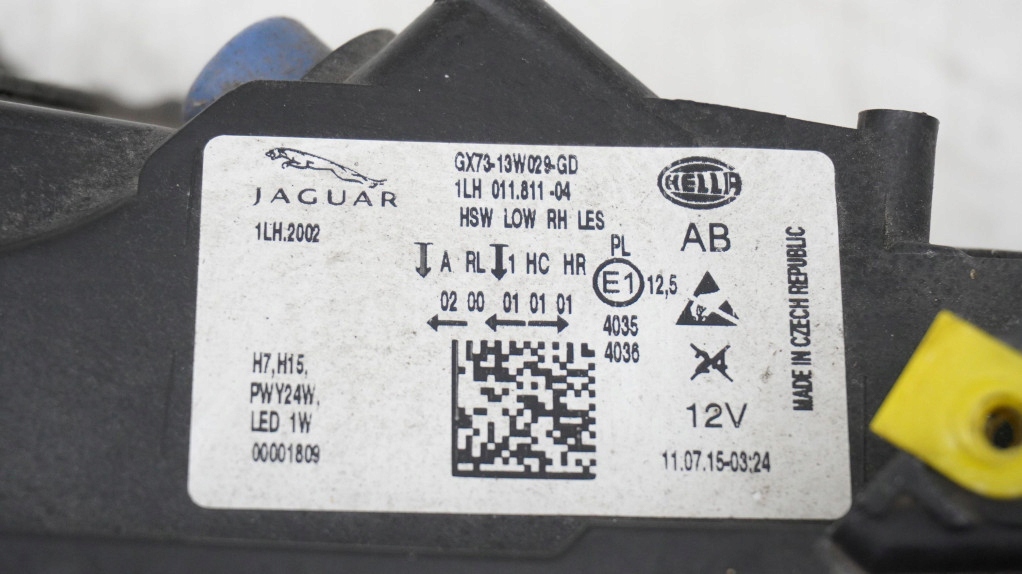 JAGUAR
1LH.2002
GX73-13W029-GD
1LH 011.811-04
HSW LOW RH LES
HELLA
AB
A RL 1 HC HR
02 00 01 01 01
PL
E1 12,5
4035
4036
24
12V
11.07.15-03:24
H7,H15,
PWY24W,
LED 1W
00001809
MADE IN CZECH REPUBLIC